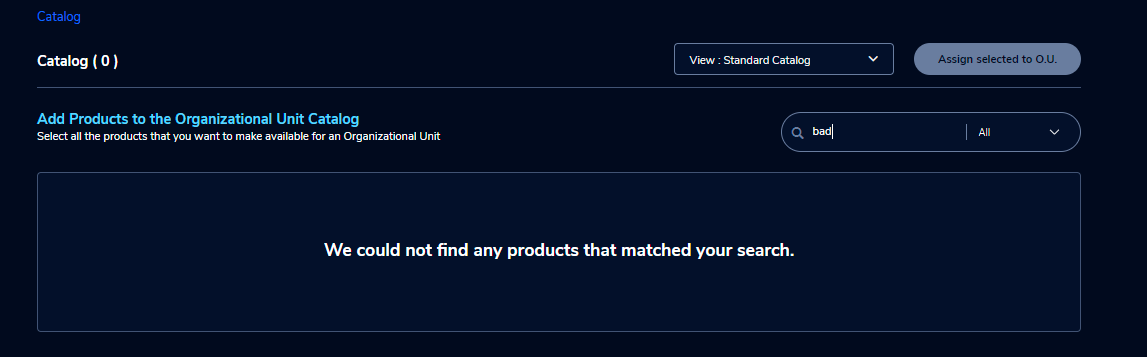 Catalog
Catalog ( 0 )
View : Standard Catalog
Assign selected to O.U.
Add Products to the Organizational Unit Catalog
Select all the products that you want to make available for an Organizational Unit
bad
All
We could not find any products that matched your search.